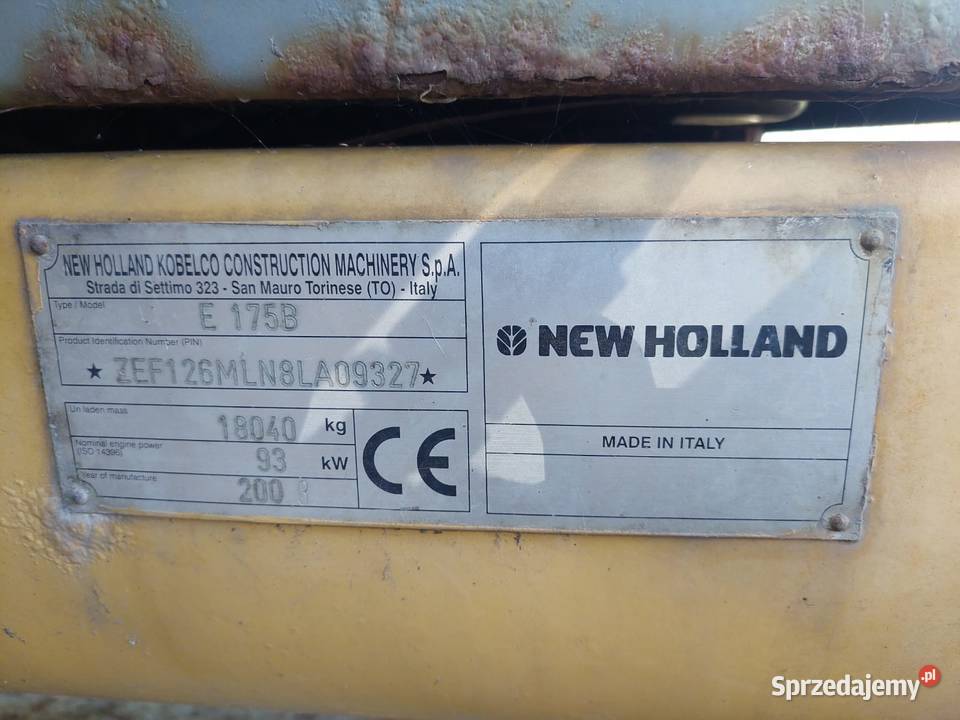 NEW HOLLAND KOBELCO CONSTRUCTION MACHINERY S.p.A.
Strada di Settimo 323 - San Mauro Torinese (TO) - Italy
Type / Model
E 175B
Product Identification Number (PIN)
★ ZEF126MLN8LA09327 ★
Un laden mass
18040 kg
Nominal engine power
(ISO 14396)
93 kW
Year of manufacture
2008
CE
NEW HOLLAND
MADE IN ITALY
Sprzedajemy.pl